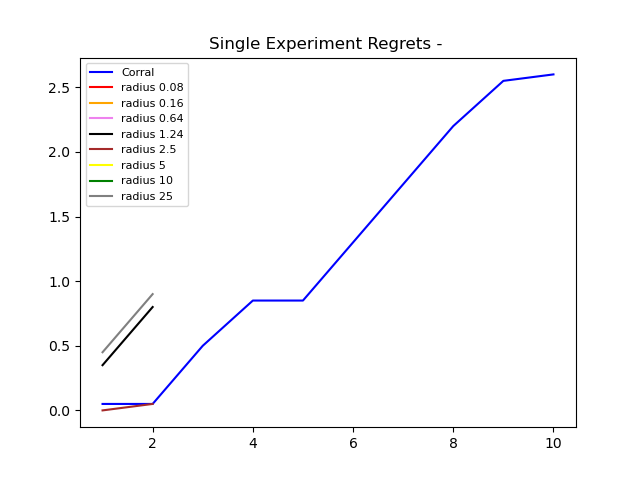 Single Experiment Regrets -
Corral
radius 0.08
radius 0.16
radius 0.64
radius 1.24
radius 2.5
radius 5
radius 10
radius 25
2.5
2.0
1.5
1.0
0.5
0.0
2 4 6 8 10